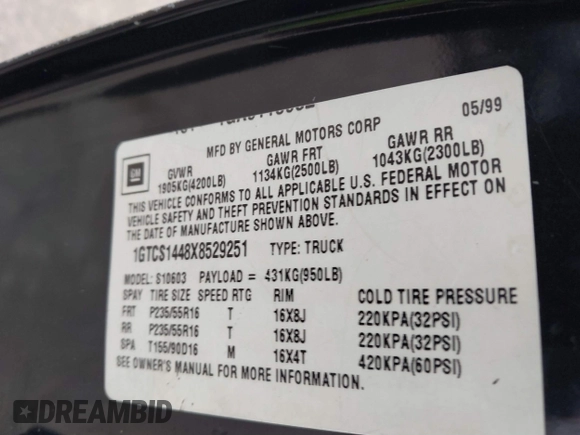 05/99
MFD BY GENERAL MOTORS CORP
GM
GVWR GAWR FRT GAWR RR
1905KG(4200LB) 1134KG(2500LB) 1043KG(2300LB)
THIS VEHICLE CONFORMS TO ALL APPLICABLE U.S. FEDERAL MOTOR
VEHICLE SAFETY AND THEFT PREVENTION STANDARDS IN EFFECT ON
THE DATE OF MANUFACTURE SHOWN ABOVE.
1GTCS1448X8529251 TYPE: TRUCK
MODEL: S10603 PAYLOAD = 431KG(950LB)
SPAY TIRE SIZE SPEED RTG RIM COLD TIRE PRESSURE
FRT P235/55R16 T 16X8J 220KPA(32PSI)
RR P235/55R16 T 16X8J 220KPA(32PSI)
SPA T155/90D16 M 16X4T 420KPA(60PSI)
SEE OWNER'S MANUAL FOR MORE INFORMATION.
DREAMBID